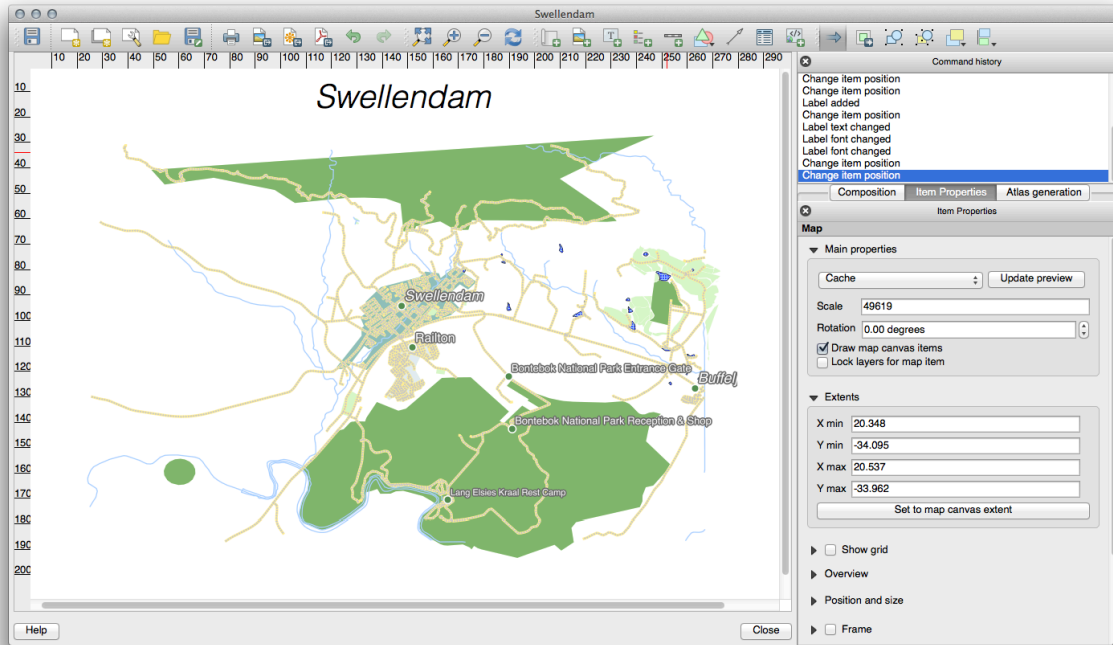 Swellendam
10 20 30 40 50 60 70 80 90 100 110 120 130 140 150 160 170 180 190 200 210 220 230 240 250 260 270 280 290
Command history
Change item position
Change item position
Label added
Change item position
Label text changed
Label font changed
Label font changed
Change item position
Change item position
Composition Item Properties Atlas generation
Item Properties
Map
Main properties
Cache Update preview
Scale 49619
Rotation 0.00 degrees
Draw map canvas items
Lock layers for map item
Extents
X min 20.348
Y min -34.095
X max 20.537
Y max -33.962
Set to map canvas extent
Show grid
Overview
Position and size
Frame
10
20
30
40
50
60
70
80
90
100
110
120
130
140
150
160
170
180
190
200
Swellendam
Swellendam
Railton
Bontebok National Park Entrance Gate
Buffelj
Bontebok National Park Reception & Shop
Lang Elsies Kraal Rest Camp
Help Close